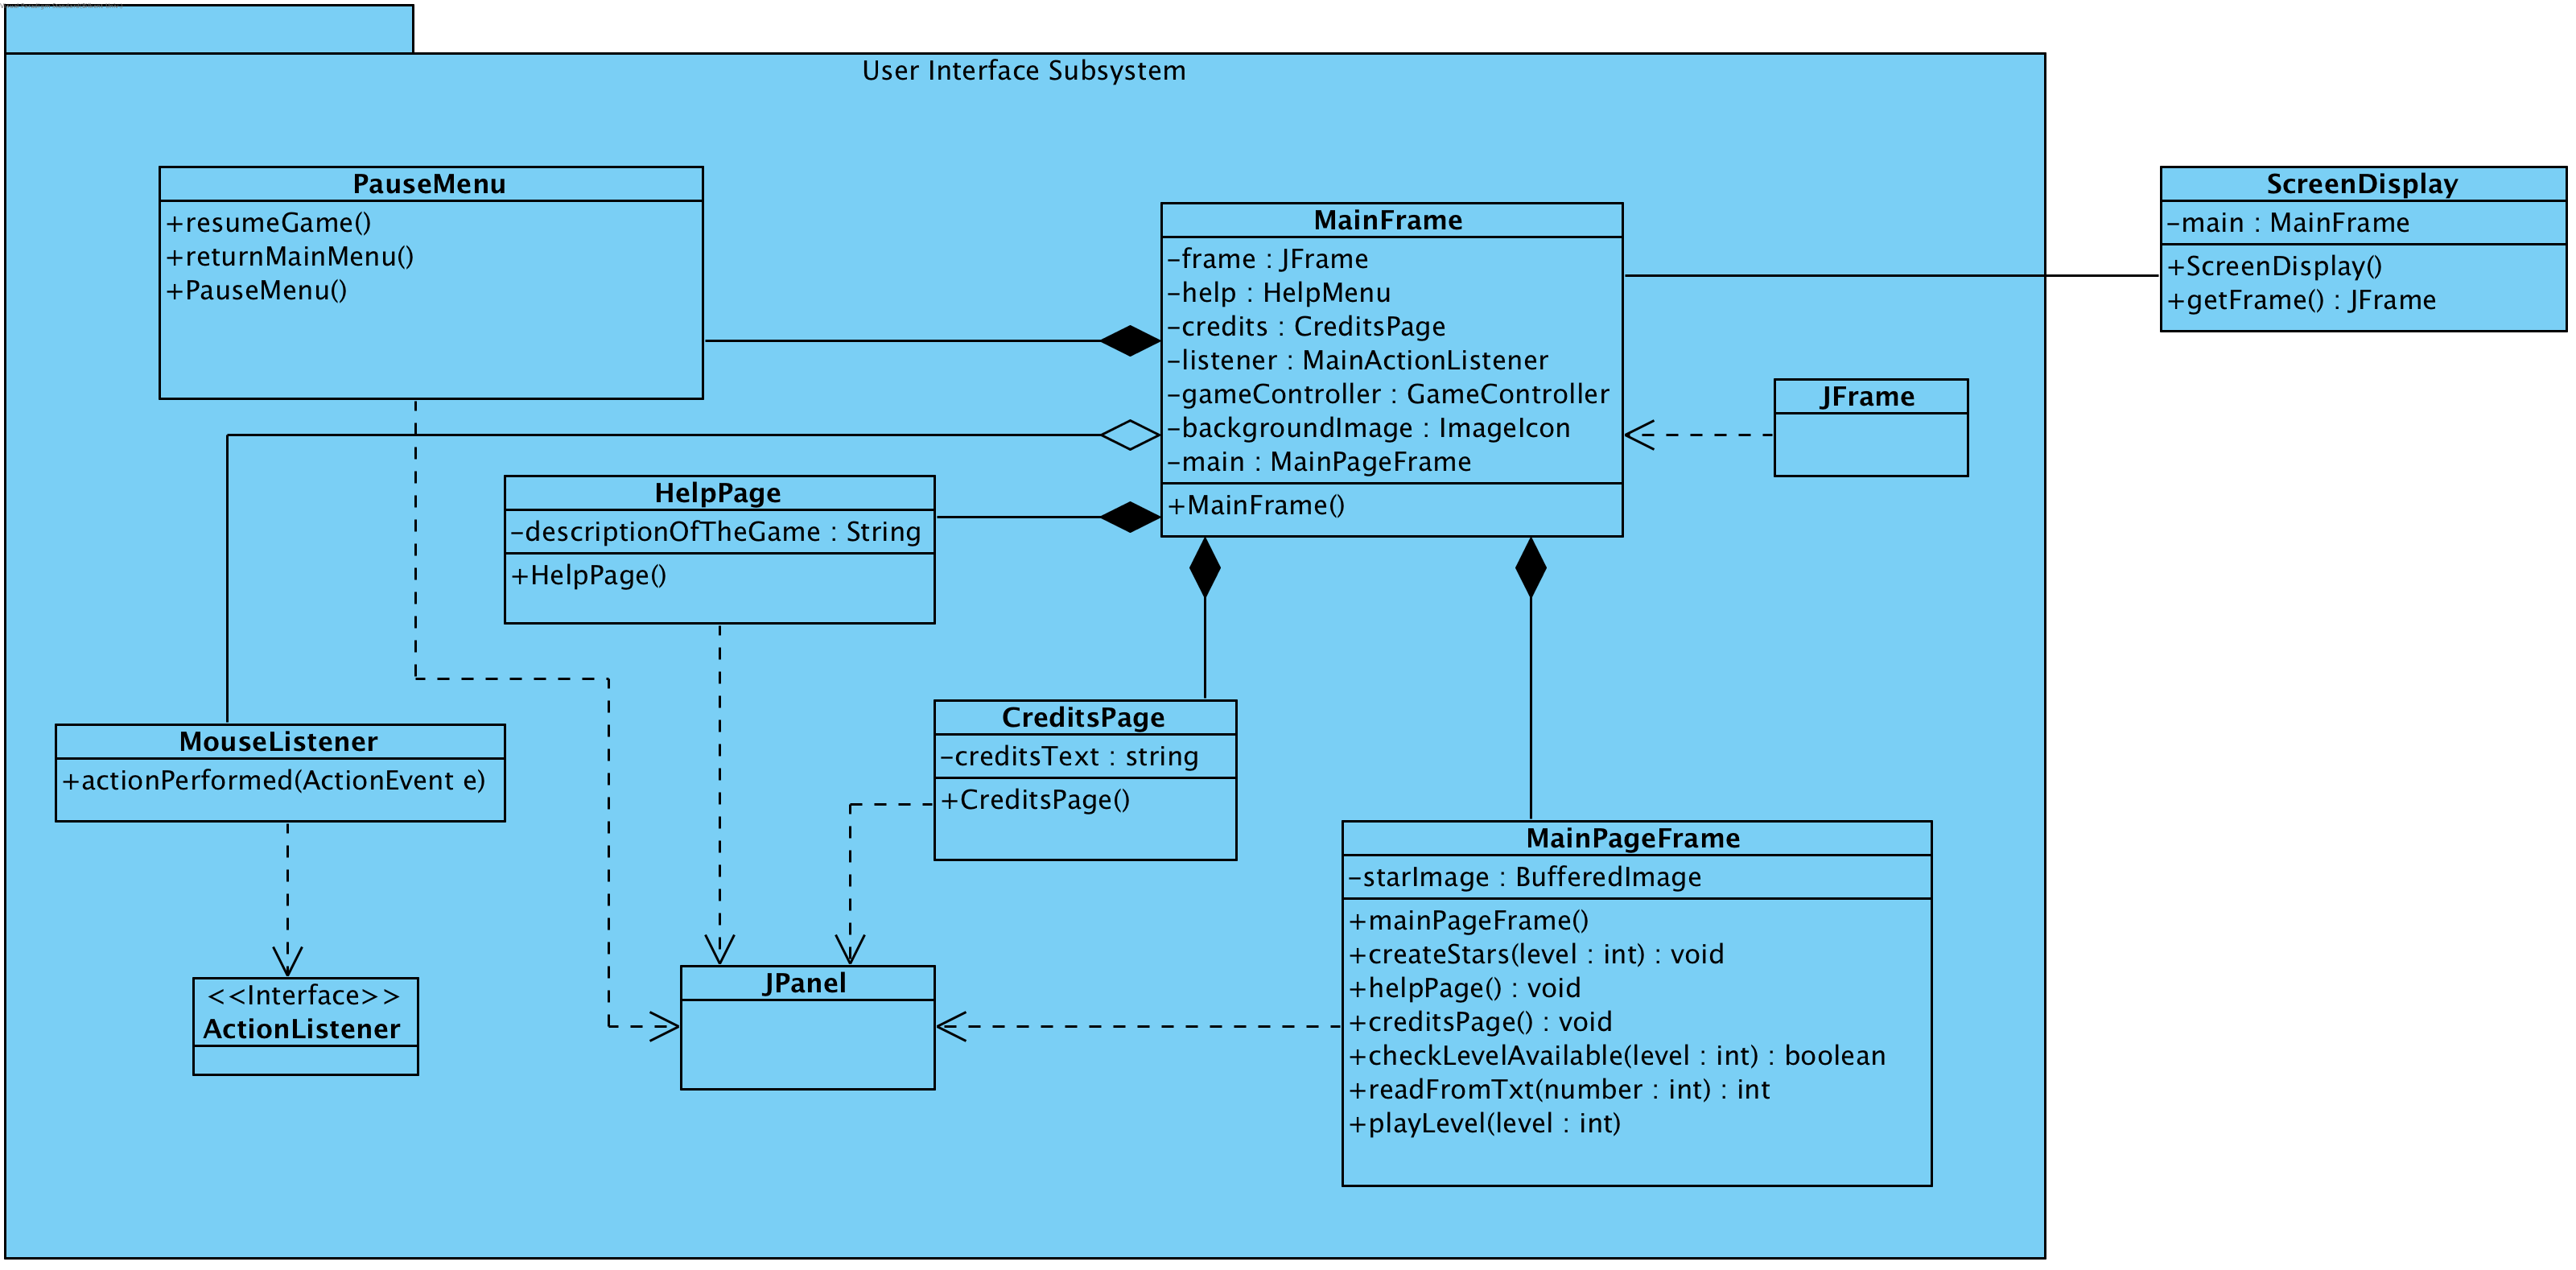 User Interface Subsystem
PauseMenu
+resumeGame()
+returnMainMenu()
+PauseMenu()
MainFrame
-frame : JFrame
-help : HelpMenu
-credits : CreditsPage
-listener : MainActionListener
-gameController : GameController
-backgroundImage : ImageIcon
-main : MainPageFrame
+MainFrame()
ScreenDisplay
-main : MainFrame
+ScreenDisplay()
+getFrame() : JFrame
JFrame
HelpPage
-descriptionOfTheGame : String
+HelpPage()
MouseListener
+actionPerformed(ActionEvent e)
CreditsPage
-creditsText : string
+CreditsPage()
MainPageFrame
-starImage : BufferedImage
+mainPageFrame()
+createStars(level : int) : void
+helpPage() : void
+creditsPage() : void
+checkLevelAvailable(level : int) : boolean
+readFromTxt(number : int) : int
+playLevel(level : int)
<<Interface>>
ActionListener
JPanel